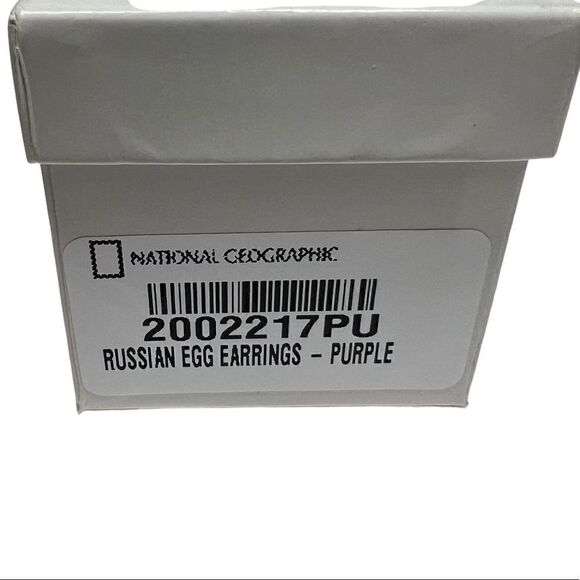 NATIONAL GEOGRAPHIC
2002217PU
RUSSIAN EGG EARRINGS - PURPLE